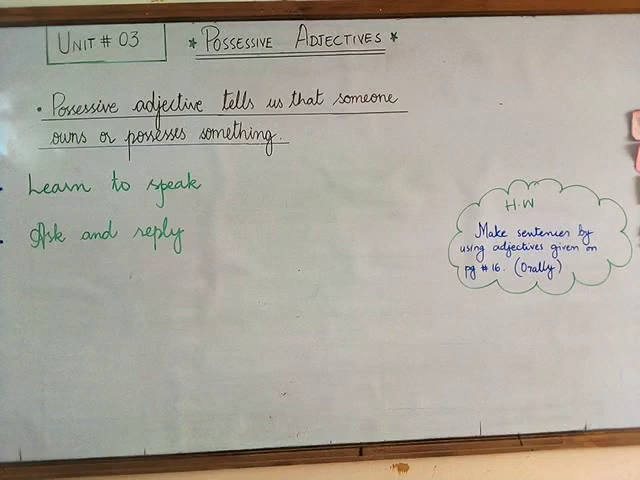 UNIT # 03
* POSSESSIVE ADJECTIVES *
• Possessive adjective tells us that someone
owns or possesses something.
• Learn to speak
• Ask and reply
H.W
Make sentences by
using adjectives given on
pg # 16. (Orally)